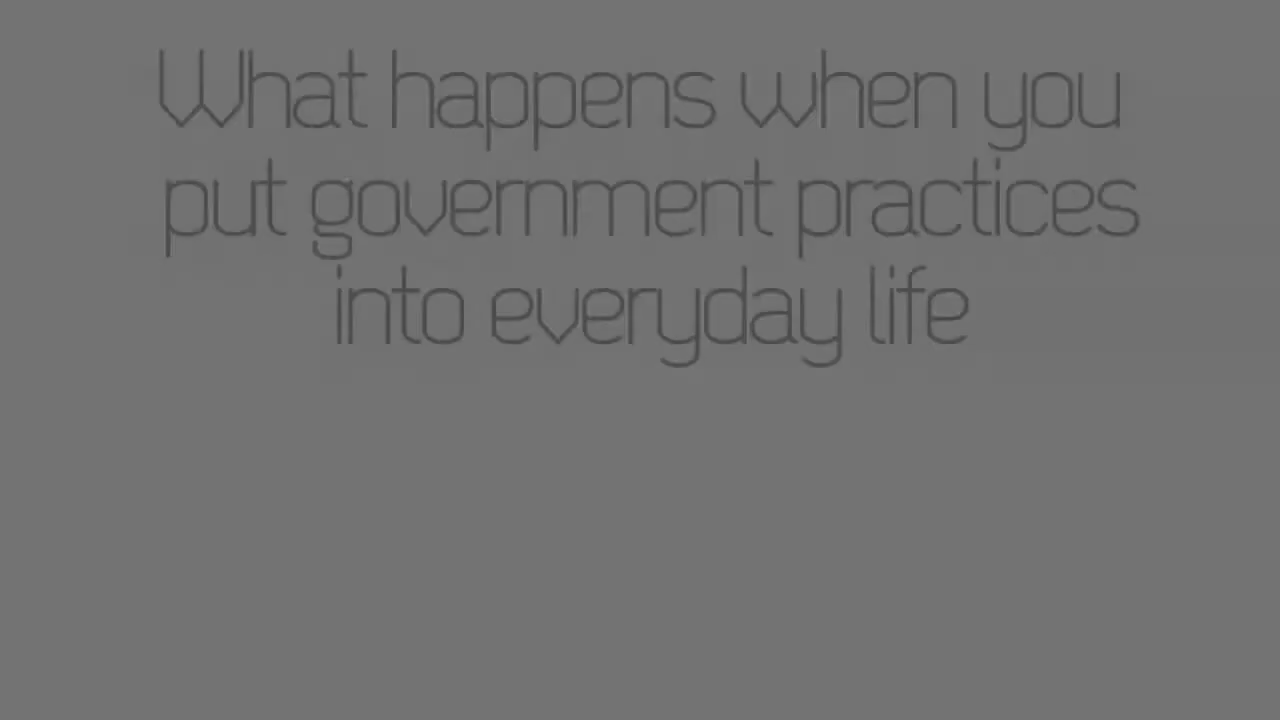 What happens when you
put government practices
into everyday life